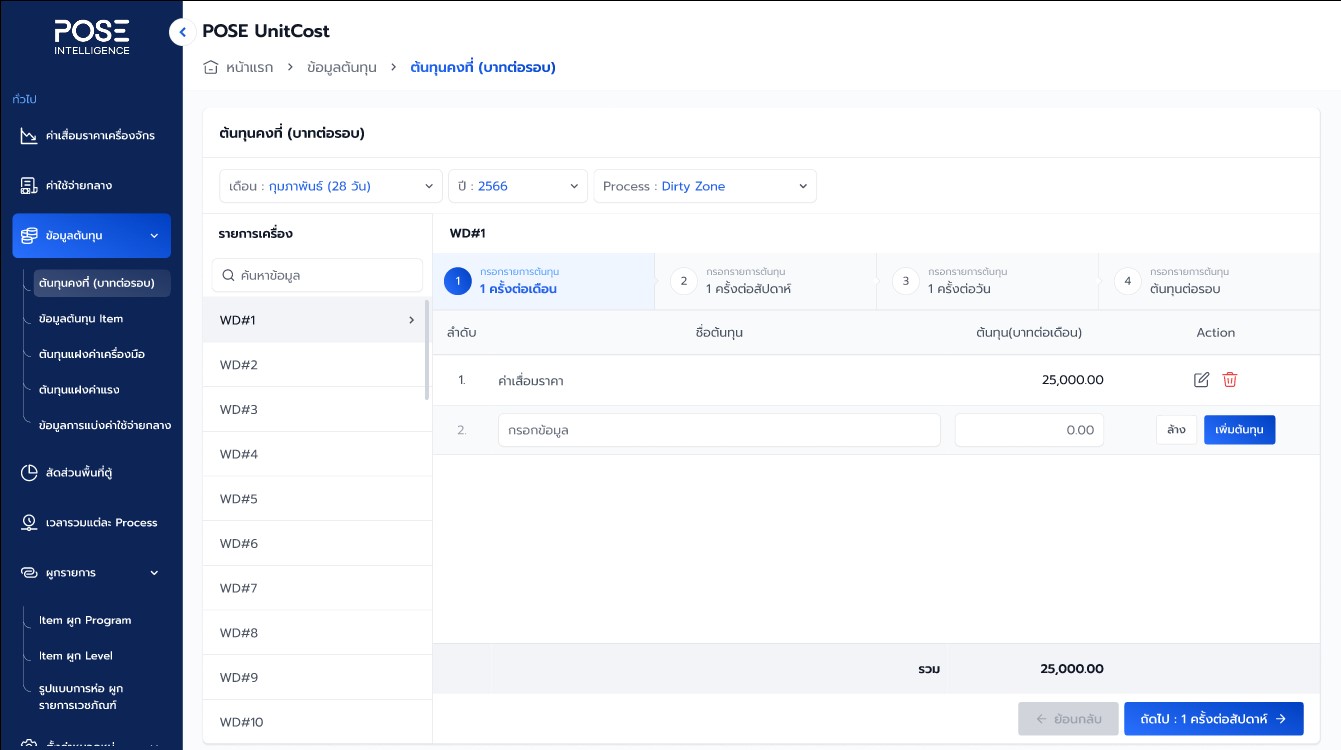 POSE
INTELLIGENCE
ทั่วไป
ค่าเสื่อมราคาเครื่องจักร
ค่าใช้จ่ายกลาง
ข้อมูลต้นทุน
ต้นทุนคงที่ (บาทต่อรอบ)
ข้อมูลต้นทุน Item
ต้นทุนแฝงค่าเครื่องมือ
ต้นทุนแฝงค่าแรง
ข้อมูลการแบ่งค่าใช้จ่ายกลาง
สัดส่วนพื้นที่ตู้
เวลารวมแต่ละ Process
ผูกรายการ
Item ผูก Program
Item ผูก Level
รูปแบบการห่อ ผูก
รายการเวชภัณฑ์
POSE UnitCost
หน้าแรก > ข้อมูลต้นทุน > ต้นทุนคงที่ (บาทต่อรอบ)
ต้นทุนคงที่ (บาทต่อรอบ)
เดือน : กุมภาพันธ์ (28 วัน)
ปี : 2566
Process : Dirty Zone
รายการเครื่อง
ค้นหาข้อมูล
WD#1
WD#2
WD#3
WD#4
WD#5
WD#6
WD#7
WD#8
WD#9
WD#10
WD#1
1 กรอกรายการต้นทุน
1 ครั้งต่อเดือน
2 กรอกรายการต้นทุน
1 ครั้งต่อสัปดาห์
3 กรอกรายการต้นทุน
1 ครั้งต่อวัน
4 กรอกรายการต้นทุน
ต้นทุนต่อรอบ
ลำดับ ชื่อต้นทุน ต้นทุน(บาทต่อเดือน) Action
1. ค่าเสื่อมราคา 25,000.00
2. กรอกข้อมูล 0.00 ล้าง เพิ่มต้นทุน
รวม 25,000.00
← ย้อนกลับ
ถัดไป : 1 ครั้งต่อสัปดาห์ →